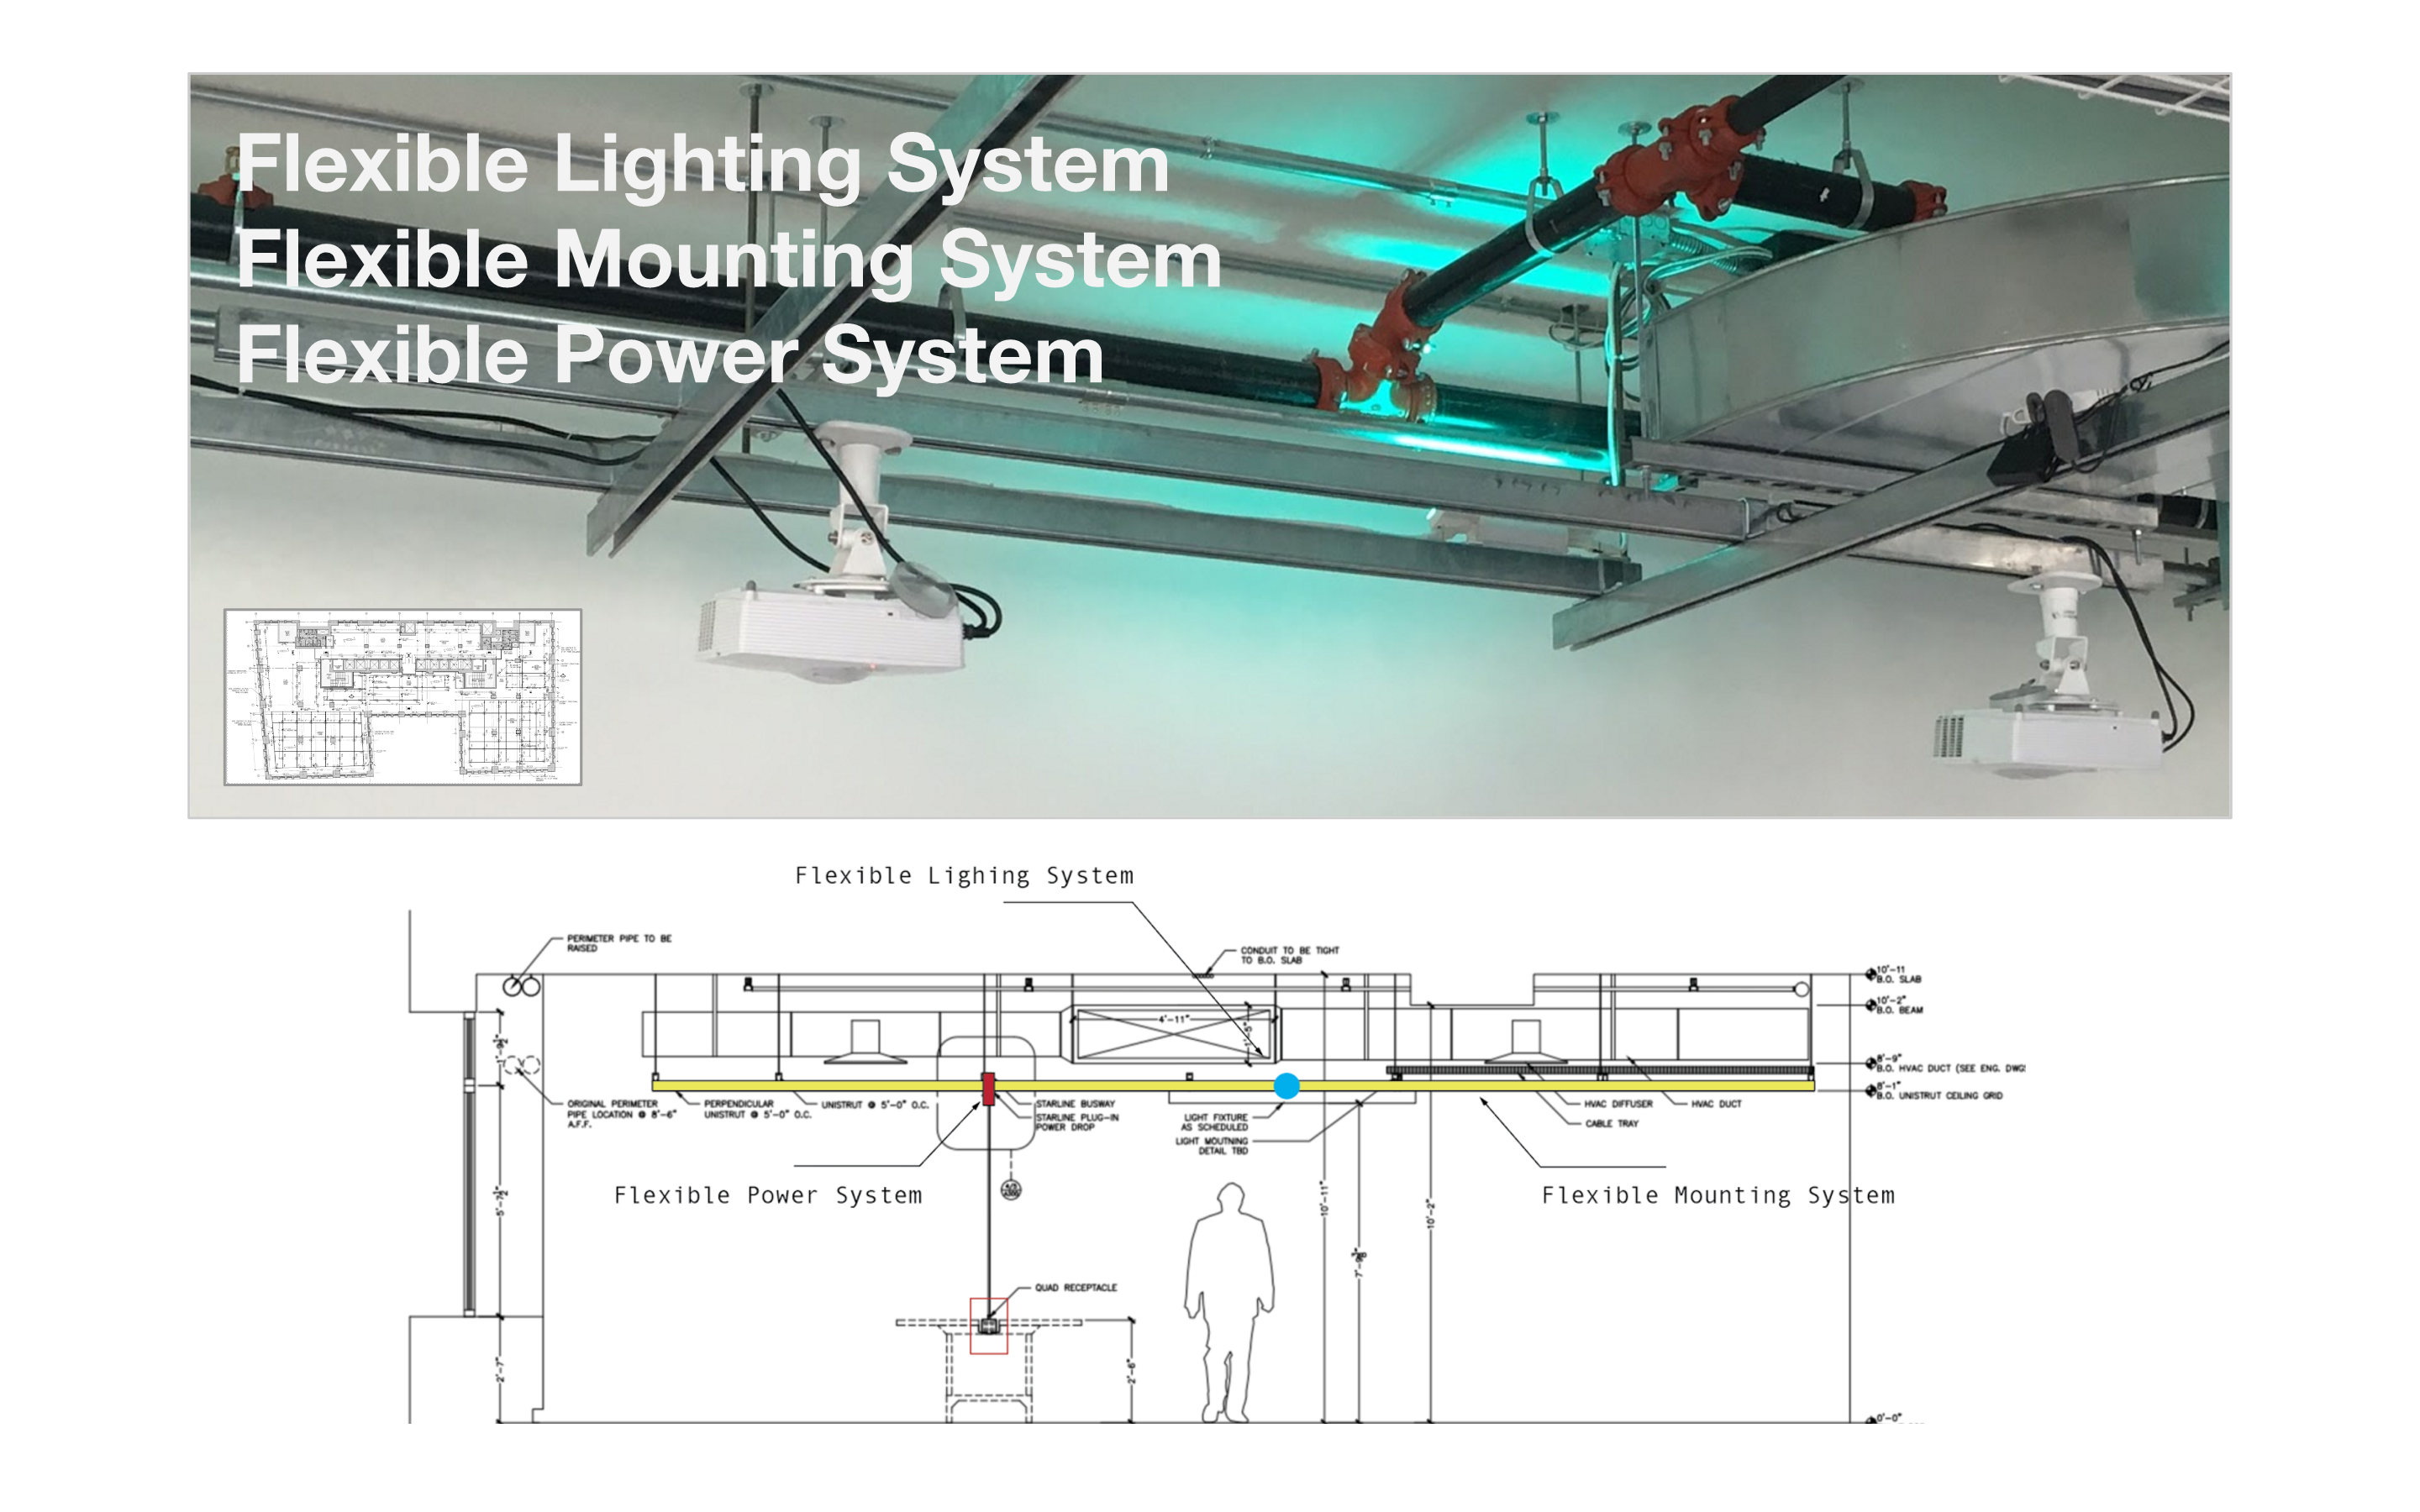 Flexible Lighting System
Flexible Mounting System
Flexible Power System
Flexible Lighing System
PERIMETER PIPE TO BE
RAISED
CONDUIT TO BE TIGHT
TO B.O. SLAB
10'-11
B.O. SLAB
10'-2"
B.O. BEAM
4'-11"
1'-5"
8'-9"
B.O. HVAC DUCT (SEE ENG. DWG
8'-1"
B.O. UNISTRUT CEILING GRID
ORIGINAL PERIMETER
PIPE LOCATION @ 8'-6"
A.F.F.
PERPENDICULAR
UNISTRUT @ 5'-0" O.C.
UNISTRUT @ 5'-0" O.C.
STARLINE BUSWAY
STARLINE PLUG-IN
POWER DROP
LIGHT FIXTURE
AS SCHEDULED
LIGHT MOUTNING
DETAIL TBD
HVAC DIFFUSER
HVAC DUCT
CABLE TRAY
Flexible Power System
Flexible Mounting System
10'-11"
10'-2"
QUAD RECEPTACLE
2'-7"
2'-6"
0'-0"